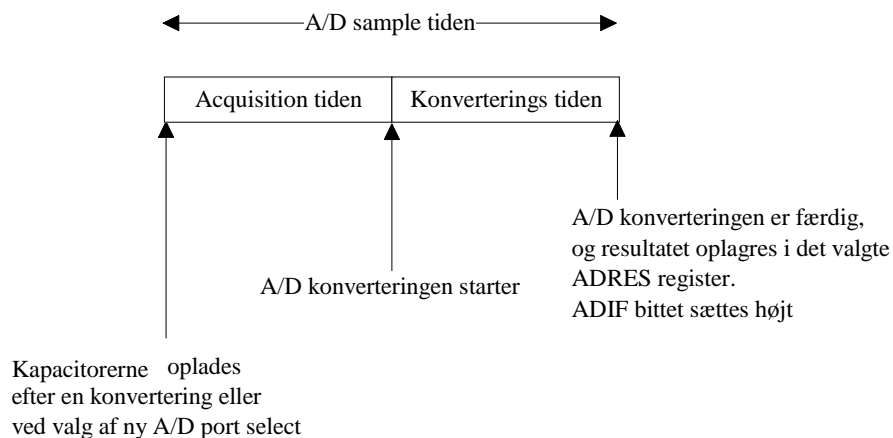 A/D sample tiden
Acquisition tiden
Konverterings tiden
A/D konverteringen er færdig,
og resultatet oplagres i det valgte
ADRES register.
ADIF bittet sættes højt
A/D konverteringen starter
Kapacitorerne oplades
efter en konvertering eller
ved valg af ny A/D port select